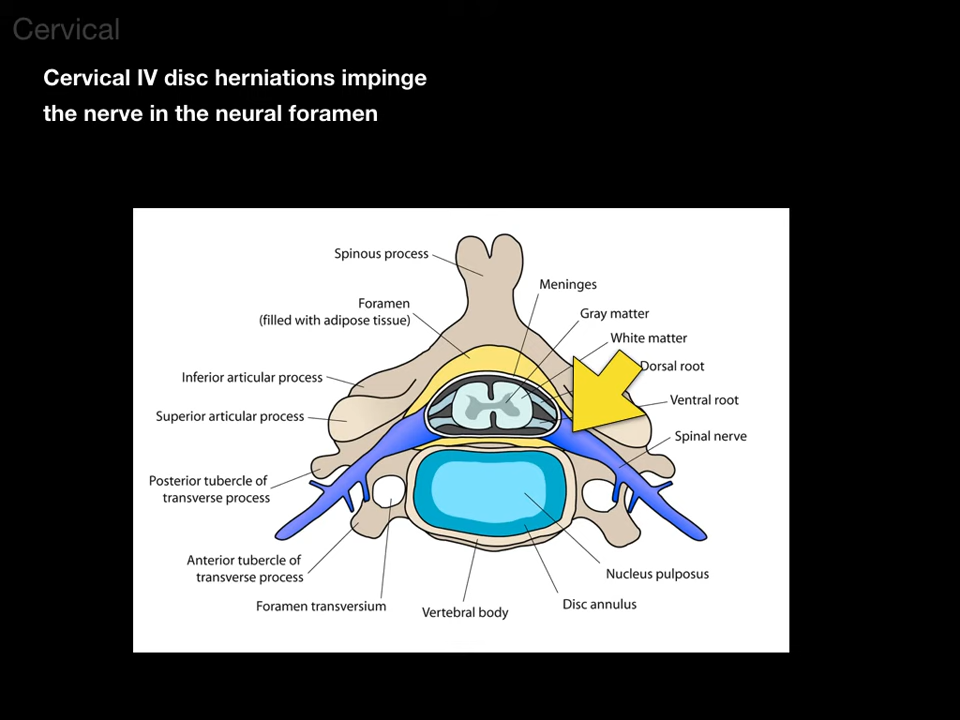 Cervical
Cervical IV disc herniations impinge
the nerve in the neural foramen
Spinous process
Meninges
Foramen
(filled with adipose tissue)
Gray matter
White matter
Dorsal root
Inferior articular process
Ventral root
Superior articular process
Spinal nerve
Posterior tubercle of
transverse process
Anterior tubercle of
transverse process
Nucleus pulposus
Foramen transversium
Disc annulus
Vertebral body